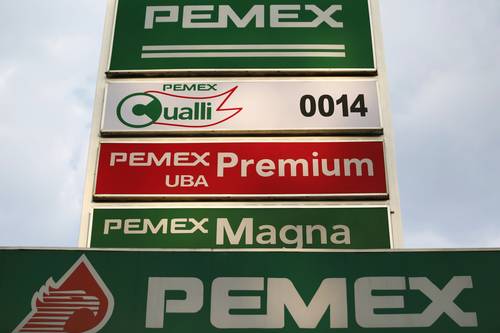 PEMEX
PEMEX
Cualli 0014
PEMEX Premium
UBA
PEMEX Magna
PEMEX